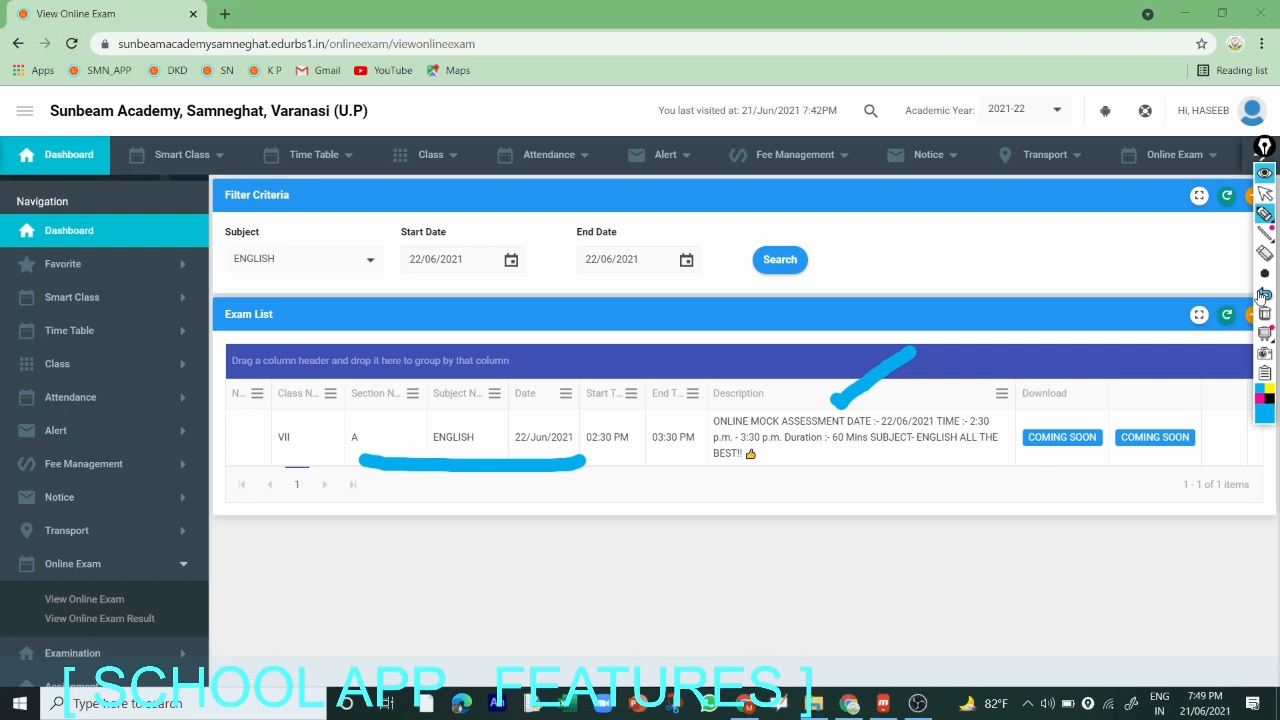 View Online Exam
sunbeamacademysamneghat.edurbs1.in/onlineexam/viewonlineexam
Apps SMN_APP DKD SN K P Gmail YouTube Maps Reading list
Sunbeam Academy, Samneghat, Varanasi (U.P) You last visited at: 21/Jun/2021 7:42PM Academic Year: 2021-22 Hi, HASEEB
Dashboard Smart Class Time Table Class Attendance Alert Fee Management Notice Transport Online Exam
Navigation
Dashboard
Favorite
Smart Class
Time Table
Class
Attendance
Alert
Fee Management
Notice
Transport
Online Exam
View Online Exam
View Online Exam Result
Examination
Filter Criteria
Subject Start Date End Date
ENGLISH 22/06/2021 22/06/2021 Search
Exam List
Drag a column header and drop it here to group by that column
N... Class N... Section N... Subject N... Date Start T... End T... Description Download
VII A ENGLISH 22/Jun/2021 02:30 PM 03:30 PM
ONLINE MOCK ASSESSMENT DATE :- 22/06/2021 TIME :- 2:30
p.m. - 3:30 p.m. Duration :- 60 Mins SUBJECT- ENGLISH ALL THE
BEST!! 👍
COMING SOON COMING SOON
1 1 - 1 of 1 items
[ SCHOOL APP FEATURES ]
Type here to search
82°F ENG IN 7:49 PM 21/06/2021